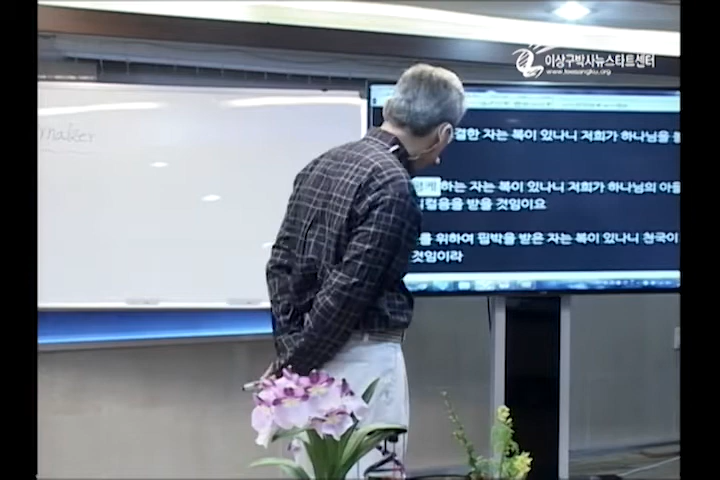 이상구박사뉴스타트센터
www.leesangku.org
maker
결한 자는 복이 있나니 저희가 하나님을
하는 자는 복이 있나니 저희가 하나님의 아들
컬음을 받을 것임이요
를 위하여 핍박을 받은 자는 복이 있나니 천국이
것임이라